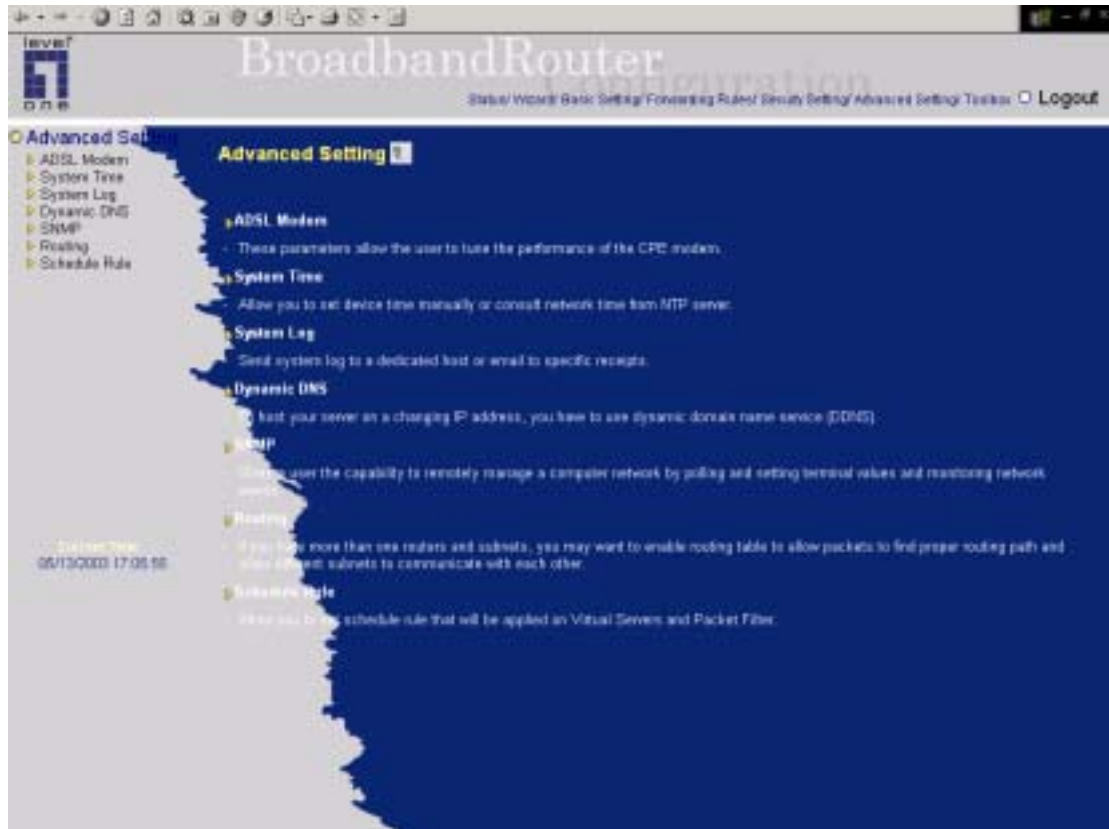 level
one
BroadbandRouter
Configuration
Status/ Wizard/ Basic Setting/ Forwarding Rules/ Security Setting/ Advanced Setting/ Toolbox Logout
Advanced Setting
ADSL Modem
System Time
System Log
Dynamic DNS
SNMP
Routing
Schedule Rule
Advanced Setting ?
ADSL Modem
- These parameters allow the user to tune the performance of the CPE modem.
System Time
- Allow you to set device time manually or consult network time from NTP server.
System Log
- Send system log to a dedicated host or email to specific receipts.
Dynamic DNS
host your server on a changing IP address, you have to use dynamic domain name service (DDNS).
SNMP
user the capability to remotely manage a computer network by polling and setting terminal values and monitoring network
Routing
more than one routers and subnets, you may want to enable routing table to allow packets to find proper routing path and
subnets to communicate with each other.
Schedule Rule
schedule rule that will be applied on Virtual Servers and Packet Filter.
Current Time